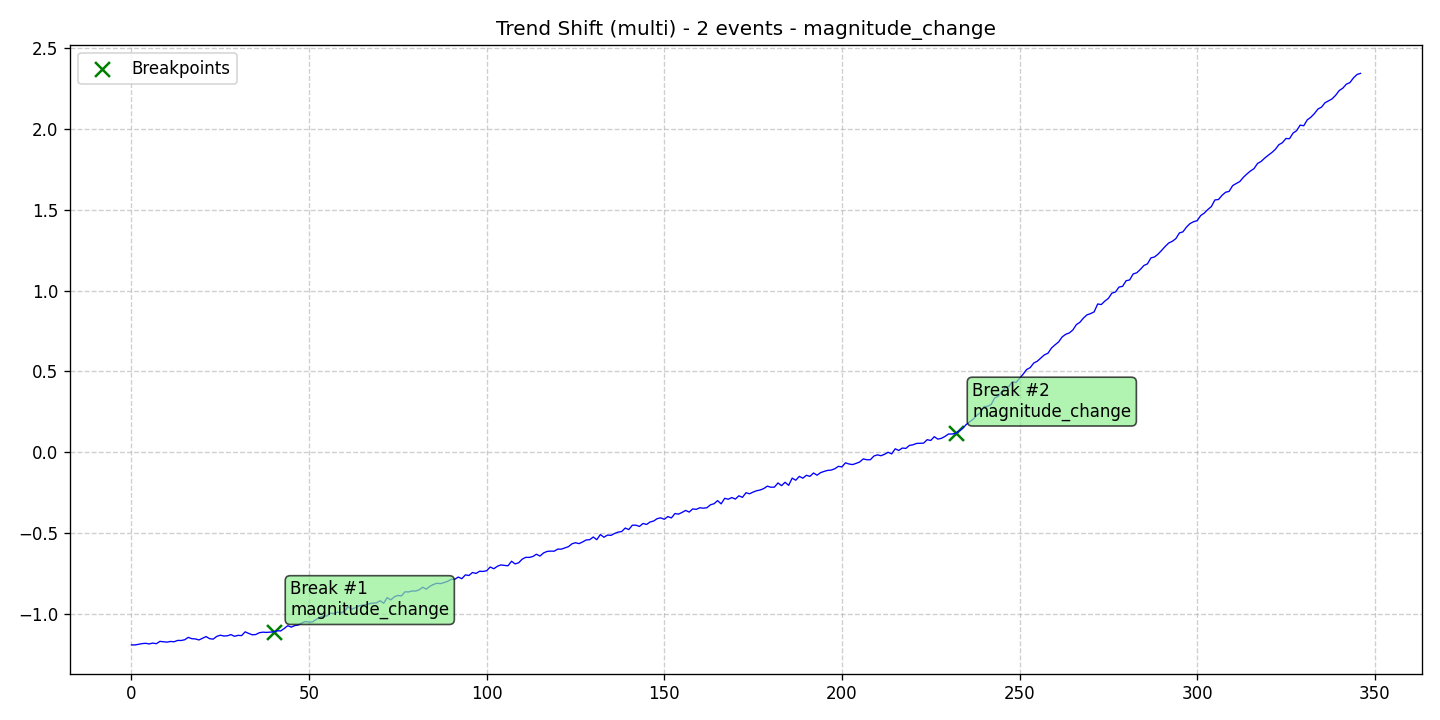 Trend Shift (multi) - 2 events - magnitude_change
Breakpoints
2.5
2.0
1.5
1.0
0.5
0.0
−0.5
−1.0
Break #2
magnitude_change
Break #1
magnitude_change
0
50
100
150
200
250
300
350